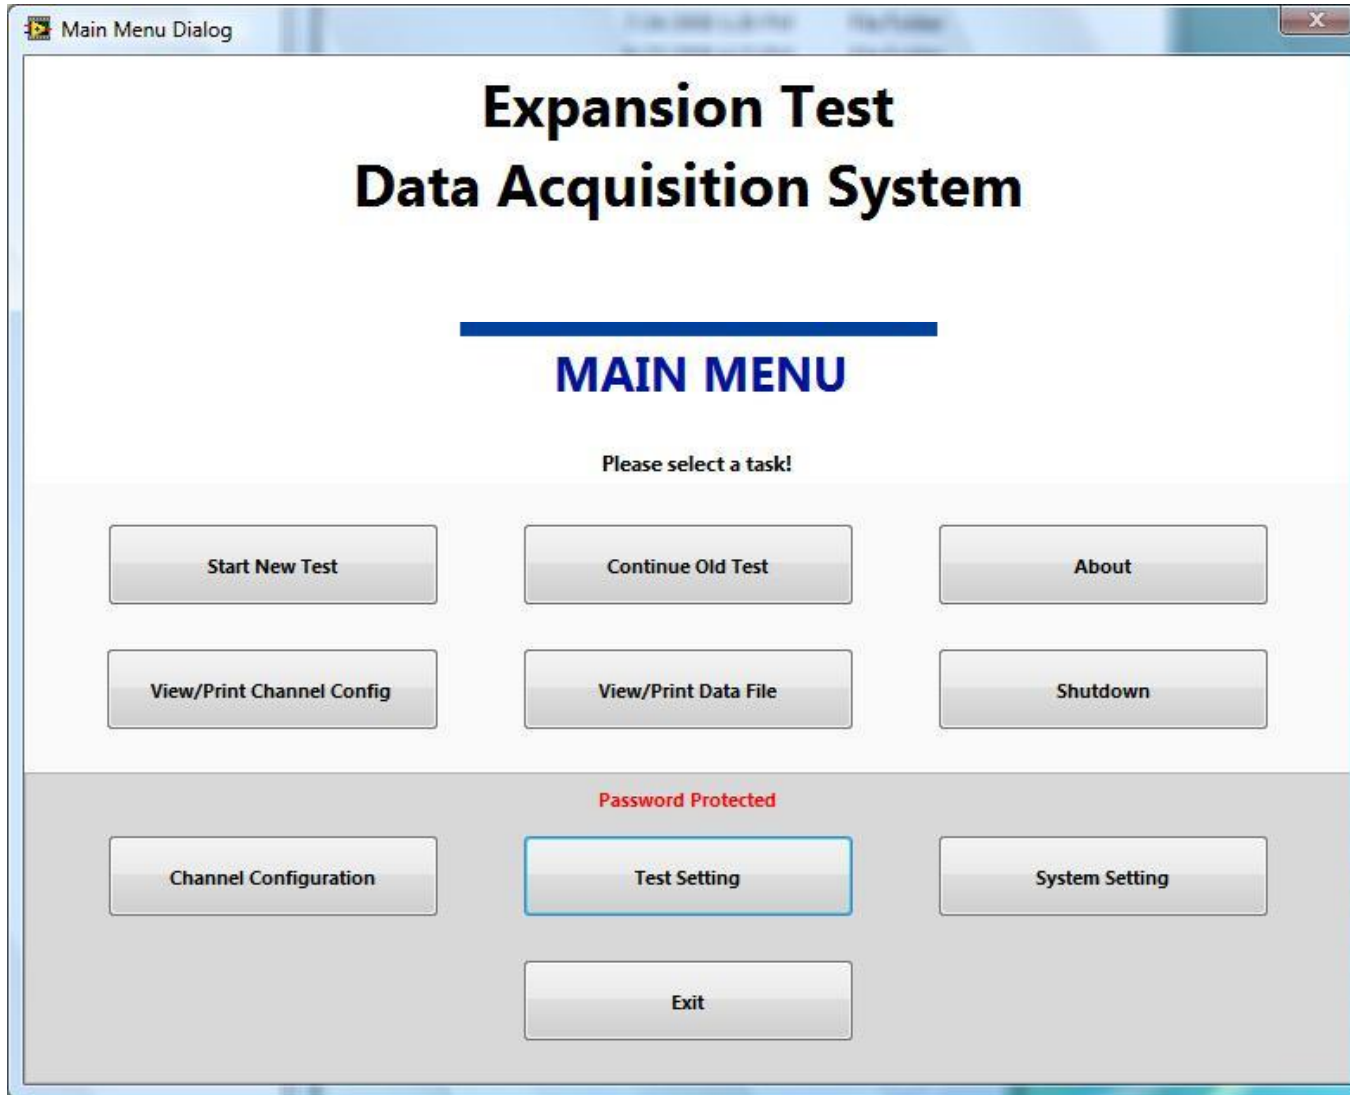 Main Menu Dialog
Expansion Test
Data Acquisition System
MAIN MENU
Please select a task!
Start New Test
Continue Old Test
About
View/Print Channel Config
View/Print Data File
Shutdown
Password Protected
Channel Configuration
Test Setting
System Setting
Exit